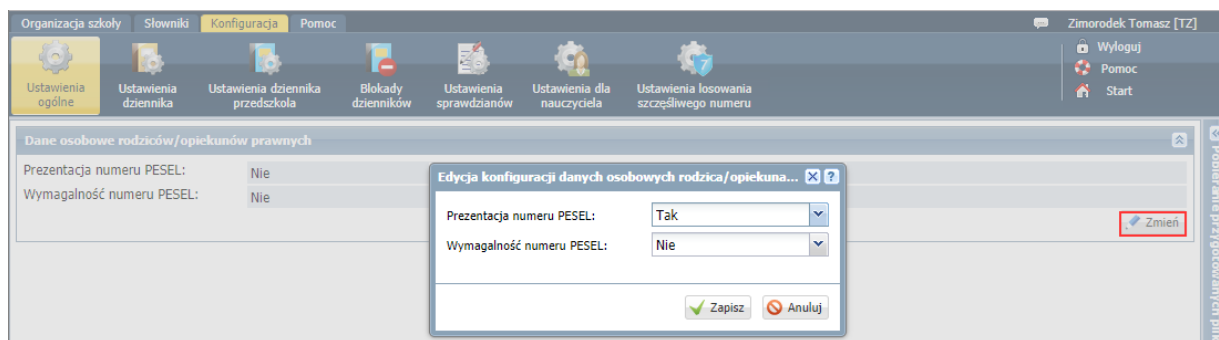 Organizacja szkoły Słowniki Konfiguracja Pomoc Zimorodek Tomasz [TZ]
Wyloguj
Pomoc
Start
Ustawienia ogólne
Ustawienia dziennika
Ustawienia dziennika przedszkola
Blokady dzienników
Ustawienia sprawdzianów
Ustawienia dla nauczyciela
Ustawienia losowania szczęśliwego numeru
7
Dane osobowe rodziców/opiekunów prawnych
Prezentacja numeru PESEL: Nie
Wymagalność numeru PESEL: Nie
Zmień
Edycja konfiguracji danych osobowych rodzica/opiekuna...
Prezentacja numeru PESEL: Tak
Wymagalność numeru PESEL: Nie
Zapisz Anuluj
Pobieranie przygotowanych